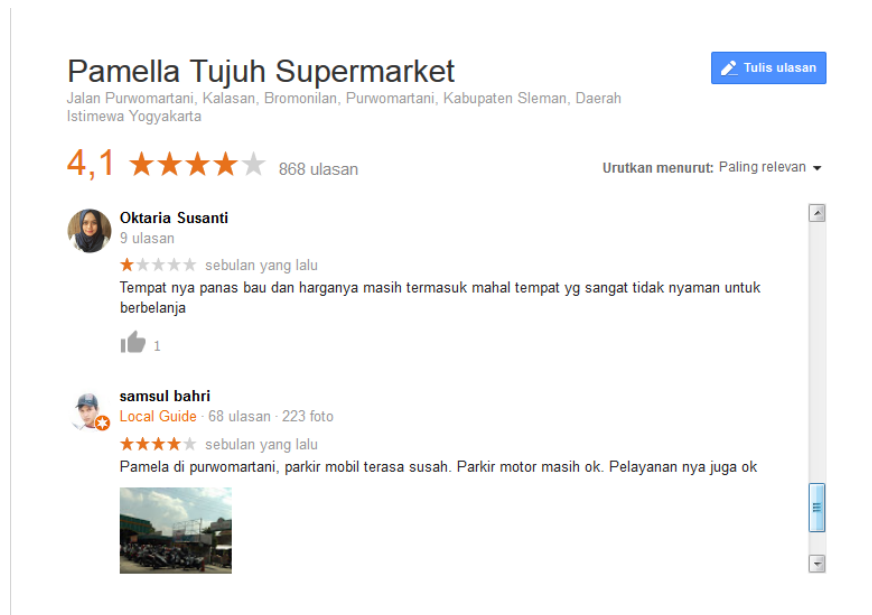 Pamella Tujuh Supermarket
Tulis ulasan
Jalan Purwomartani, Kalasan, Bromonilan, Purwomartani, Kabupaten Sleman, Daerah
Istimewa Yogyakarta
4,1 868 ulasan
Urutkan menurut: Paling relevan
Oktaria Susanti
9 ulasan
sebulan yang lalu
Tempat nya panas bau dan harganya masih termasuk mahal tempat yg sangat tidak nyaman untuk
berbelanja
1
samsul bahri
Local Guide · 68 ulasan · 223 foto
sebulan yang lalu
Pamela di purwomartani, parkir mobil terasa susah. Parkir motor masih ok. Pelayanan nya juga ok